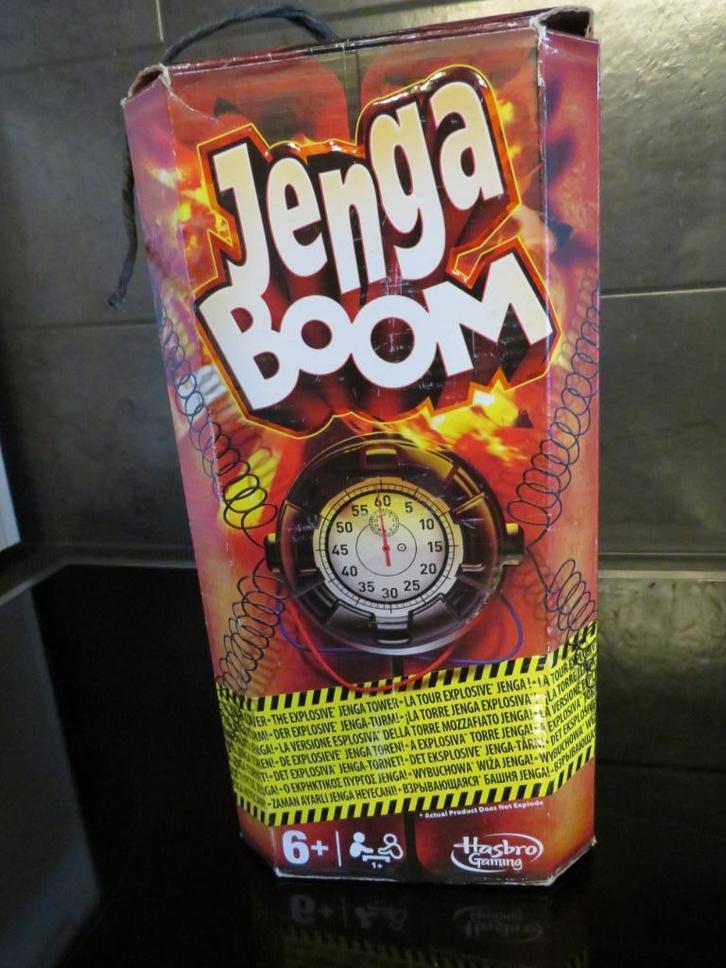 Jenga
BOOM
60
55
5
50
10
45
15
40
20
35
30
25
THE EXPLOSIVE* JENGA TOWER - LA TOUR EXPLOSIVE* JENGA ! - LA
DER EXPLOSIV* JENGA-TURM! - ¡LA TORRE JENGA EXPLOSIVA
LA VERSIONE ESPLOSIVA* DELLA TORRE MOZZAFIATO JENGA!
DE EXPLOSIEVE* JENGA TOREN! - A EXPLOSIVA* TORRE JENGA!
DET EXPLOSIVA* JENGA-TORNET! - DET EKSPLOSIVE* JENGA-TÅRN
Ο ΕΚΡΗΚΤΙΚΟΣ* ΠΥΡΓΟΣ JENGA! - WYBUCHOWA* WIEŻA JENGA!
ZAMAN AYARLI JENGA HEYECANI! - ВЗРЫВАЮЩАЯСЯ* БАШНЯ JENGA!
* Actual Product Does Not Explode
6+
1+
Hasbro
Gaming